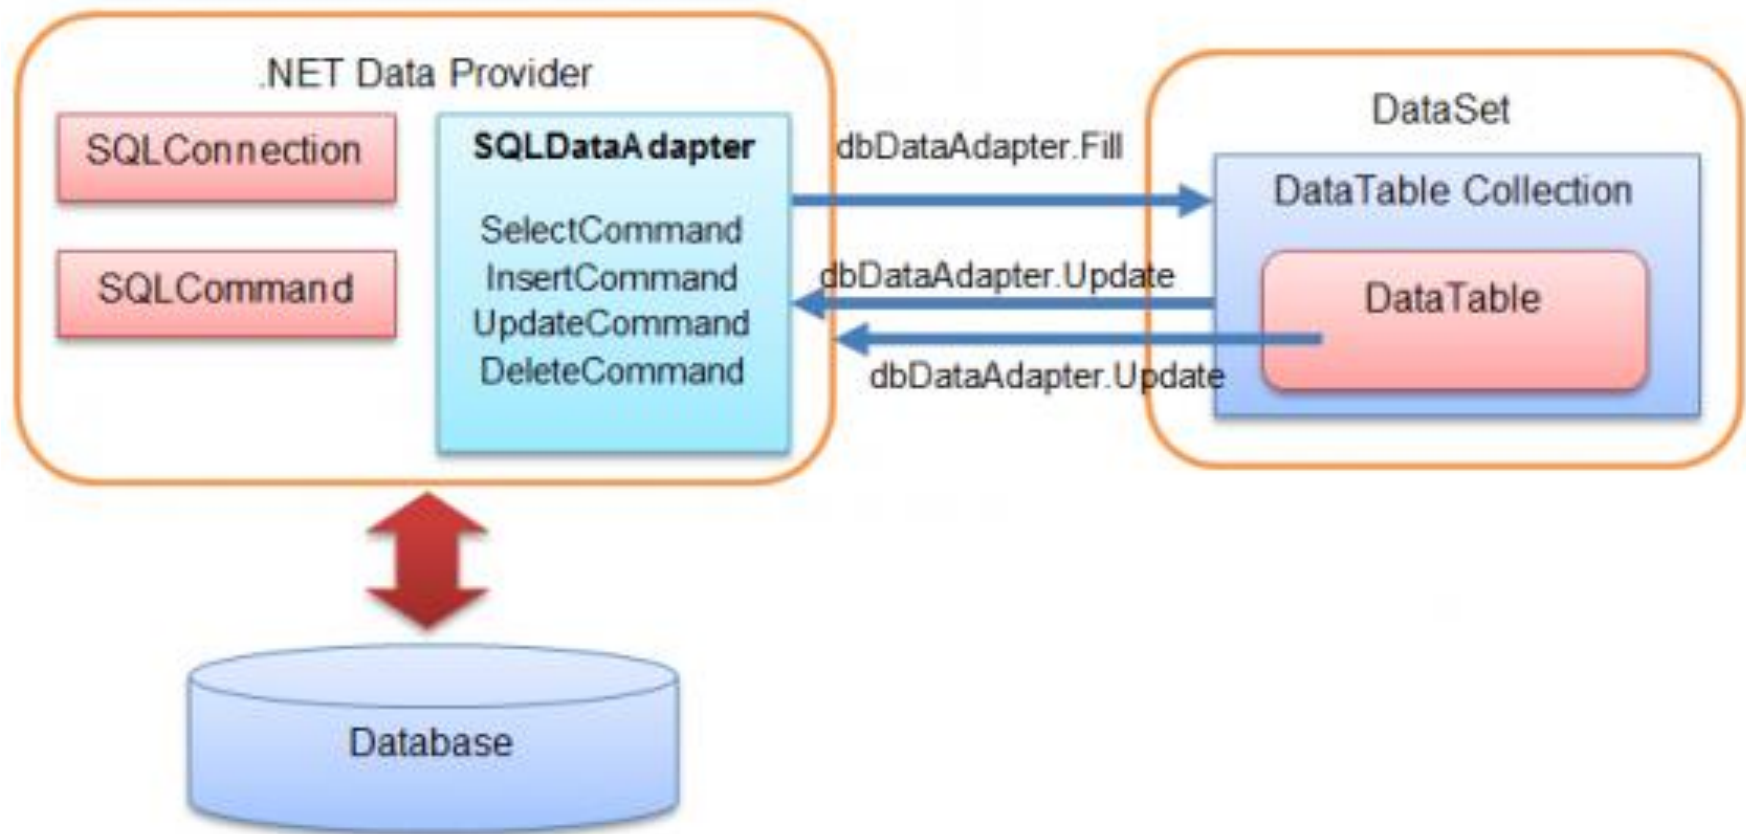 .NET Data Provider
SQLConnection
SQLCommand
SQLDataAdapter
SelectCommand
InsertCommand
UpdateCommand
DeleteCommand
dbDataAdapter.Fill
dbDataAdapter.Update
dbDataAdapter.Update
DataSet
DataTable Collection
DataTable
Database